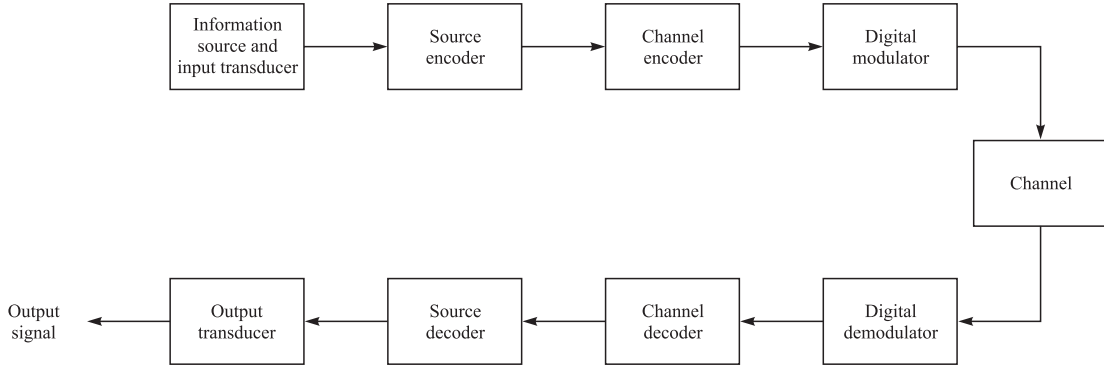 Information
source and
input transducer
Source
encoder
Channel
encoder
Digital
modulator
Channel
Output
signal
Output
transducer
Source
decoder
Channel
decoder
Digital
demodulator